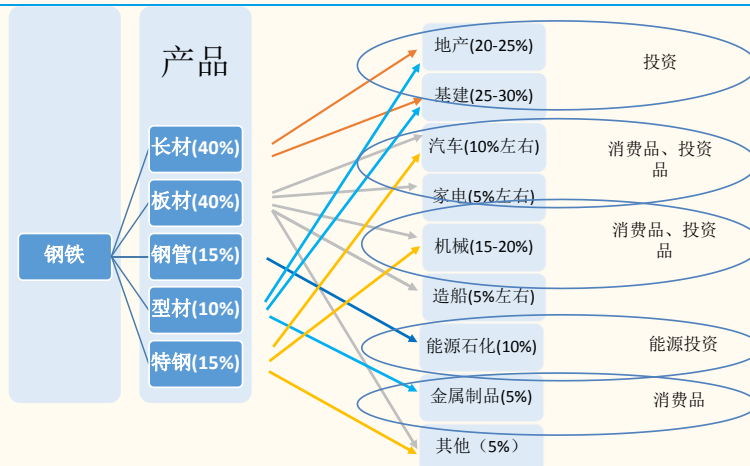 产品
钢铁
长材(40%)
板材(40%)
钢管(15%)
型材(10%)
特钢(15%)
地产(20-25%)
基建(25-30%)
汽车(10%左右)
家电(5%左右)
机械(15-20%)
造船(5%左右)
能源石化(10%)
金属制品(5%)
其他（5%）
投资
消费品、投资
品
消费品、投资
品
能源投资
消费品